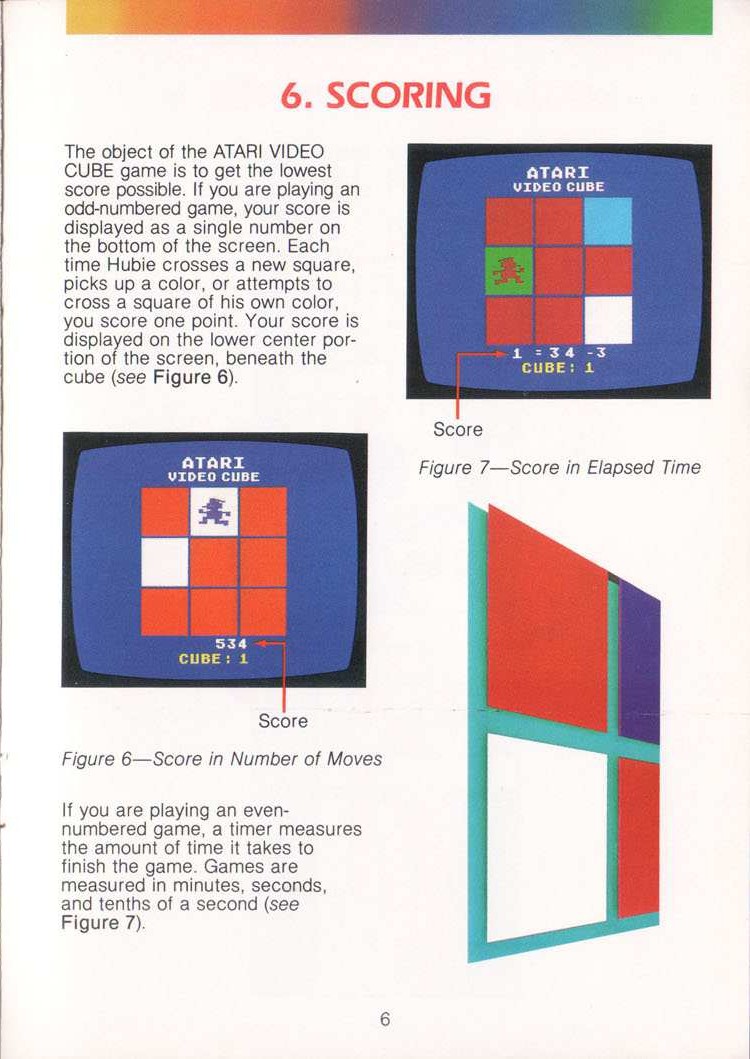 6. SCORING
The object of the ATARI VIDEO
CUBE game is to get the lowest
score possible. If you are playing an
odd-numbered game, your score is
displayed as a single number on
the bottom of the screen. Each
time Hubie crosses a new square,
picks up a color, or attempts to
cross a square of his own color,
you score one point. Your score is
displayed on the lower center por-
tion of the screen, beneath the
cube (see Figure 6).
ATARI
VIDEO CUBE
534
CUBE: 1
Score
Figure 6—Score in Number of Moves
If you are playing an even-
numbered game, a timer measures
the amount of time it takes to
finish the game. Games are
measured in minutes, seconds,
and tenths of a second (see
Figure 7).
ATARI
VIDEO CUBE
1 =34 -3
CUBE: 1
Score
Figure 7—Score in Elapsed Time
6